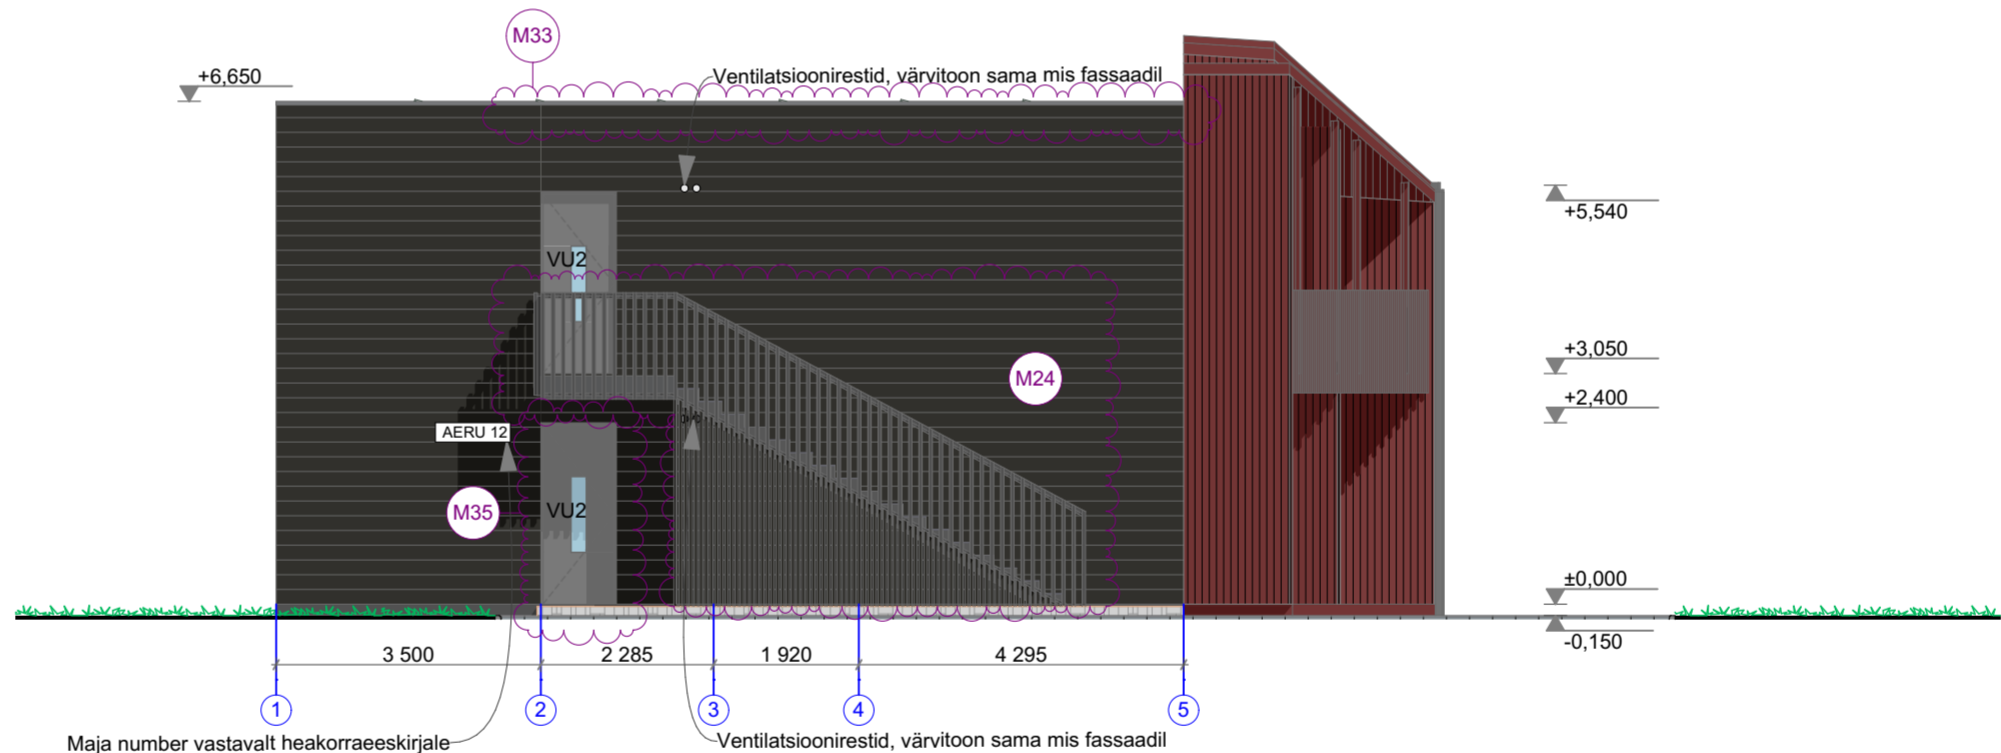 M33
+6,650
Ventilatsioonirestid, värvitoon sama mis fassaadil
+5,540
VU2
+3,050
M24
+2,400
AERU 12
M35
VU2
±0,000
-0,150
3 500
2 285
1 920
4 295
1
2
3
4
5
Maja number vastavalt heakorraeeskirjale
Ventilatsioonirestid, värvitoon sama mis fassaadil